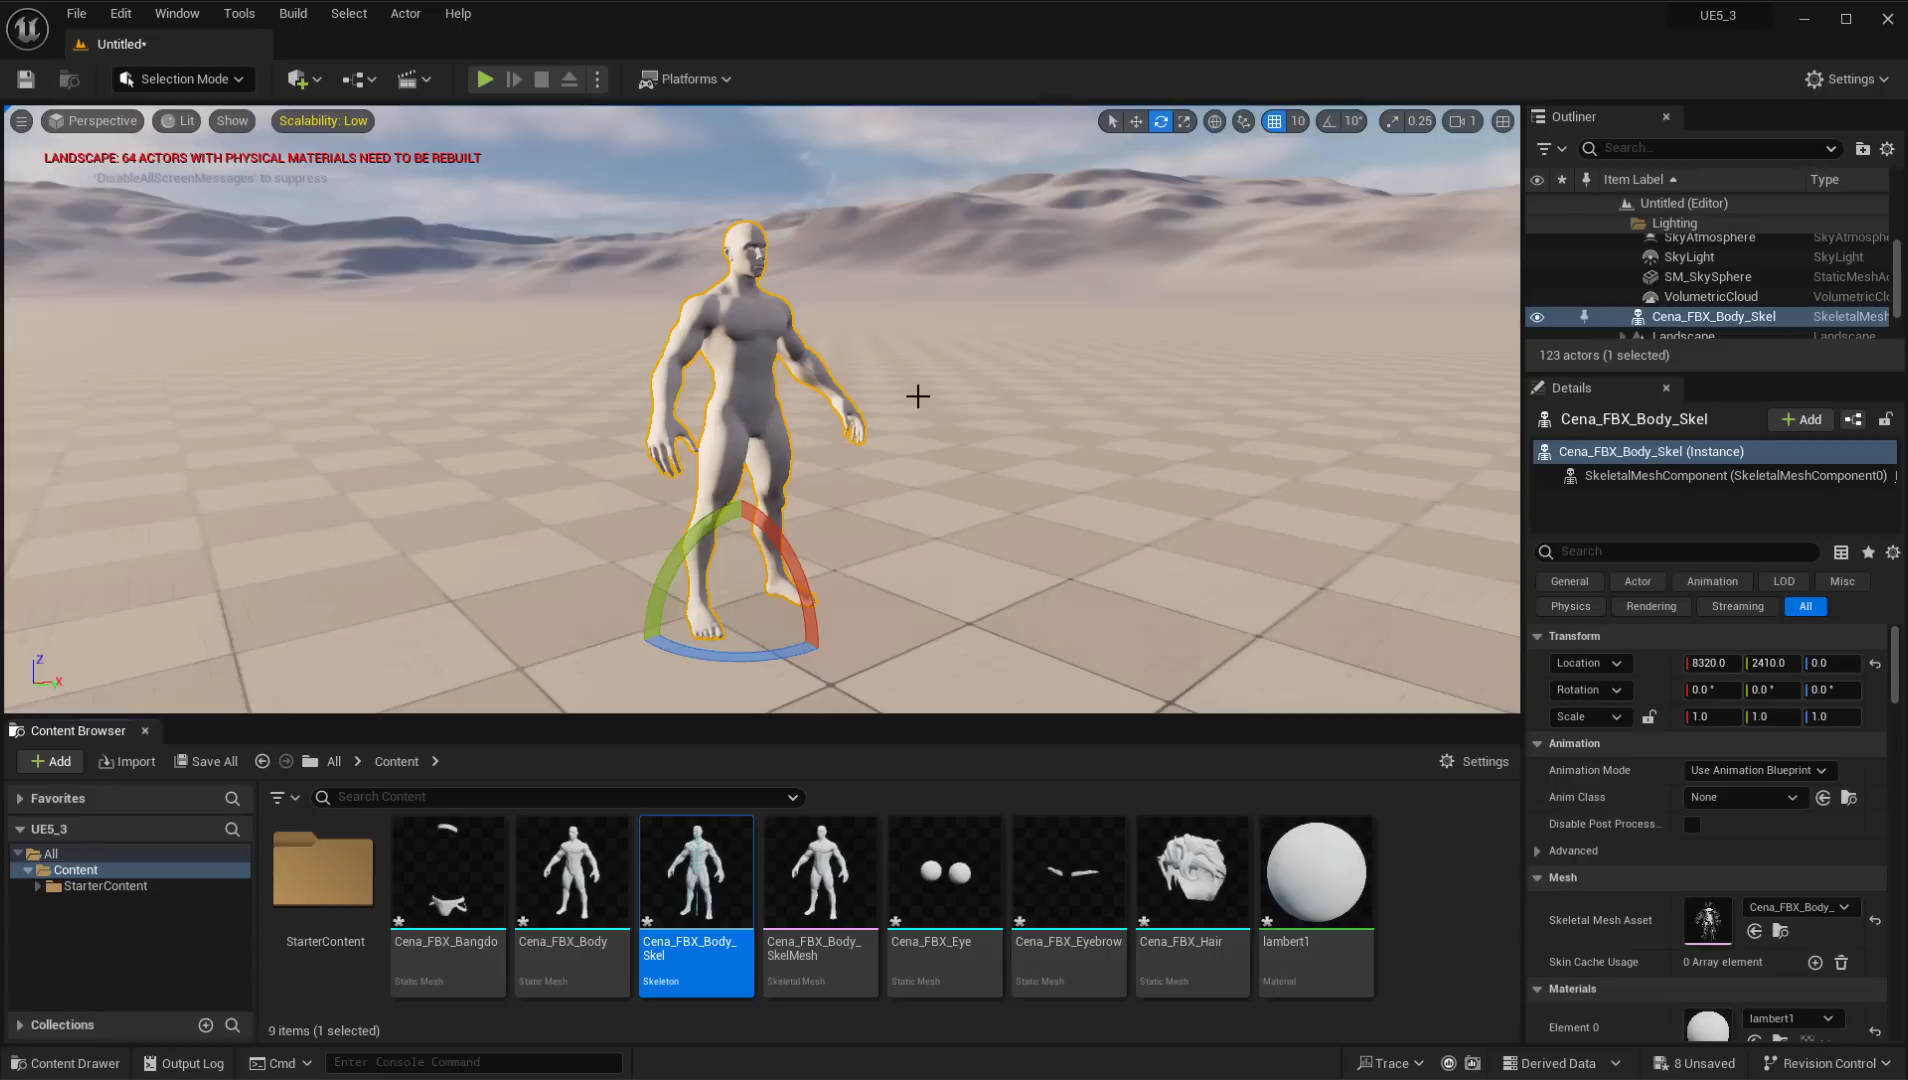 File Edit Window Tools Build Select Actor Help
UE5_3
Untitled*
Selection Mode
Platforms
Settings
Perspective Lit Show Scalability: Low
10 10° 0.25 1
LANDSCAPE: 64 ACTORS WITH PHYSICAL MATERIALS NEED TO BE REBUILT
'DisableAllScreenMessages' to suppress
Z
X
Outliner
Search...
Item Label Type
Untitled (Editor)
Lighting
SkyAtmosphere SkyAtmosphe
SkyLight SkyLight
SM_SkySphere StaticMeshAc
VolumetricCloud VolumetricClo
Cena_FBX_Body_Skel SkeletalMesh
Landscape Landscape
123 actors (1 selected)
Details
Cena_FBX_Body_Skel
Add
Cena_FBX_Body_Skel (Instance)
SkeletalMeshComponent (SkeletalMeshComponent0)
Search
General Actor Animation LOD Misc
Physics Rendering Streaming All
Transform
Location 8320.0 2410.0 0.0
Rotation 0.0 ° 0.0 ° 0.0 °
Scale 1.0 1.0 1.0
Animation
Animation Mode Use Animation Blueprint
Anim Class None
Disable Post Process...
Advanced
Mesh
Skeletal Mesh Asset Cena_FBX_Body_
Skin Cache Usage 0 Array element
Materials
Element 0 lambert1
Content Browser
Add Import Save All All Content
Settings
Favorites
UE5_3
All
Content
StarterContent
Collections
Search Content
StarterContent
Cena_FBX_Bangdo
Static Mesh
Cena_FBX_Body
Static Mesh
Cena_FBX_Body_
Skel
Skeleton
Cena_FBX_Body_
SkelMesh
Skeletal Mesh
Cena_FBX_Eye
Static Mesh
Cena_FBX_Eyebrow
Static Mesh
Cena_FBX_Hair
Static Mesh
lambert1
Material
9 items (1 selected)
Content Drawer Output Log Cmd Enter Console Command
Trace Derived Data 8 Unsaved Revision Control